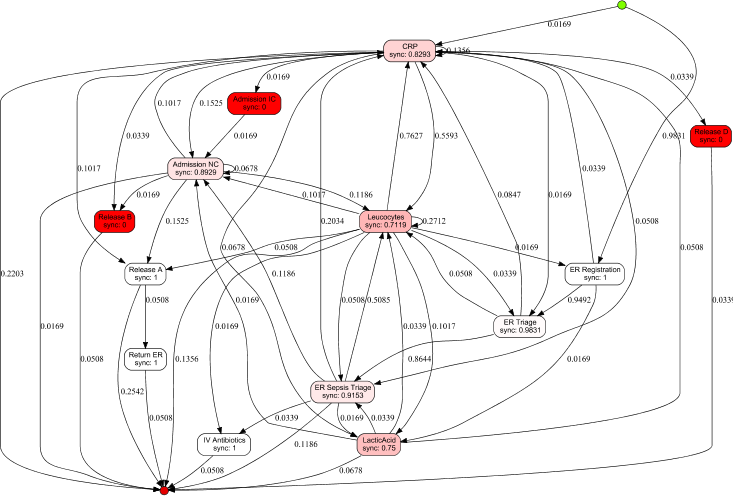 0.0169
CRP
sync: 0.8293
0.1356
0.0169
0.0339
Admission IC
sync: 0
0.1017
0.1525
0.0339
0.0169
Release C
sync: 0
0.9831
0.7627
0.5593
0.0339
0.1017
Admission NC
sync: 0.8929
0.0678
0.0169
0.1186
0.1017
0.0847
0.0169
Release B
sync: 0
0.1525
0.2034
Leucocytes
sync: 0.7119
0.2712
0.0508
0.0678
0.0508
0.0169
0.0508
0.2203
Release A
sync: 1
0.1186
0.0508
0.0339
ER Registration
sync: 1
0.0169
0.0508
0.5085
0.9492
0.0339
0.0508
0.0169
0.0169
0.0339
0.1017
ER Triage
sync: 0.9831
0.0508
0.1356
Return ER
sync: 1
0.8644
0.0169
0.2542
ER Sepsis Triage
sync: 0.9153
0.0508
0.0339
0.0169
0.0339
IV Antibiotics
sync: 1
0.1186
LacticAcid
sync: 0.75
0.0508
0.0678